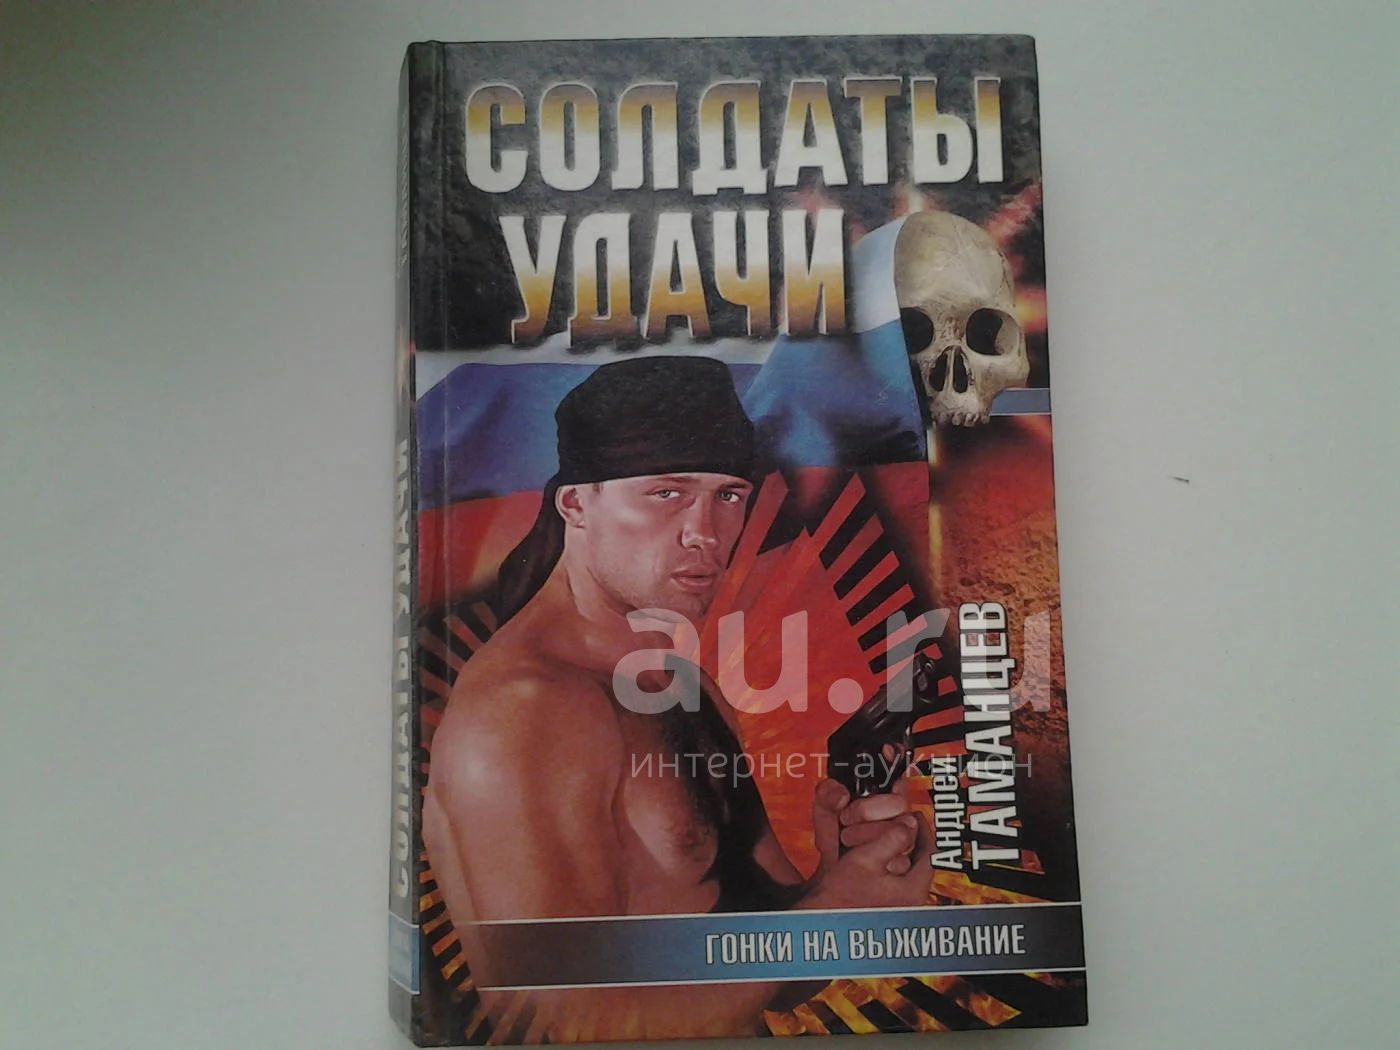 СОЛДАТЫ
УДАЧИ
Андрей
ТАМАНЦЕВ
ГОНКИ НА ВЫЖИВАНИЕ
СОЛДАТЫ УДАЧИ
au.ru
интернет-аукцион